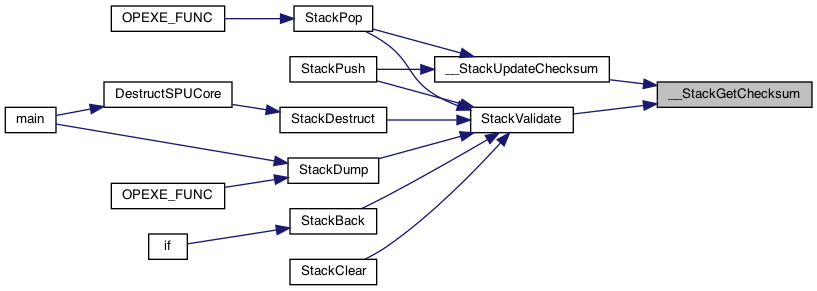 OPEXE_FUNC
StackPop
StackPush
__StackUpdateChecksum
__StackGetChecksum
DestructSPUCore
main
StackDestruct
StackValidate
StackDump
OPEXE_FUNC
StackBack
if
StackClear